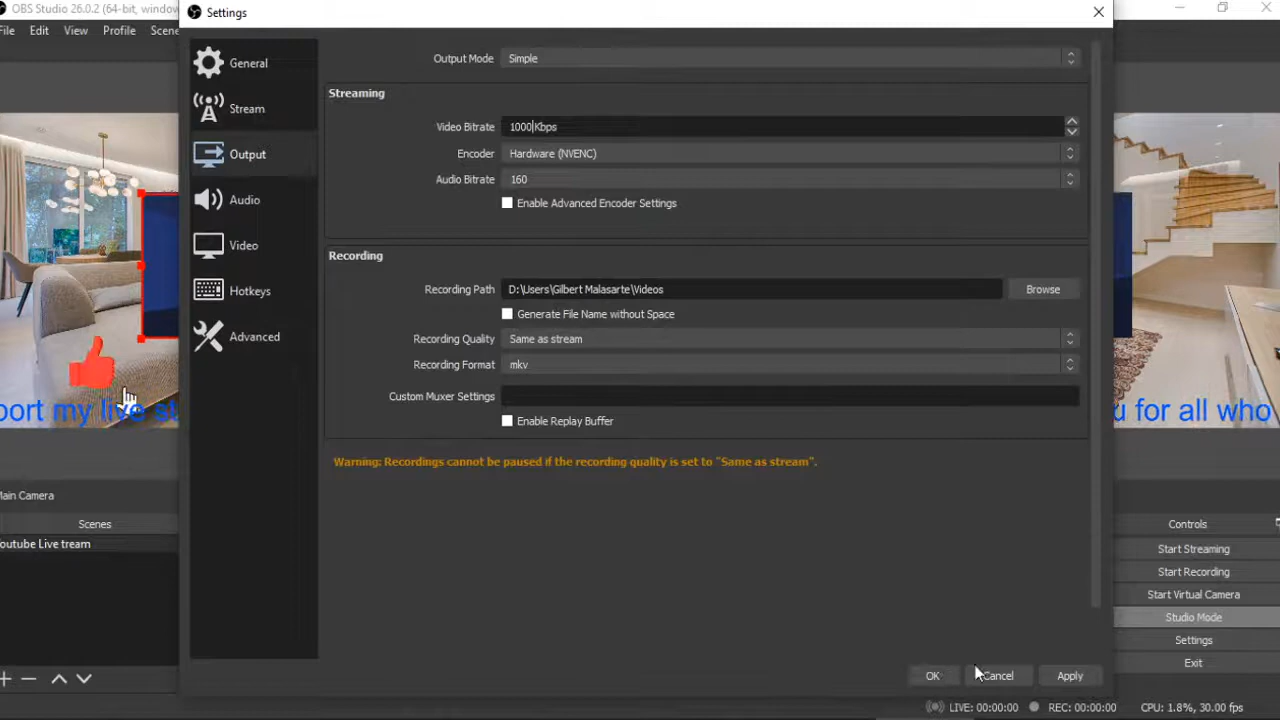 OBS Studio 26.0.2 (64-bit, window
Settings
File Edit View Profile Scene
General
Stream
Output
Audio
Video
Hotkeys
Advanced
Output Mode Simple
Streaming
Video Bitrate 1000 Kbps
Encoder Hardware (NVENC)
Audio Bitrate 160
Enable Advanced Encoder Settings
Recording
Recording Path D:\Users\Gilbert Malasarte\Videos Browse
Generate File Name without Space
Recording Quality Same as stream
Recording Format mkv
Custom Muxer Settings
Enable Replay Buffer
Warning: Recordings cannot be paused if the recording quality is set to "Same as stream".
OK Cancel Apply
port my live st
u for all who
Main Camera
Scenes
outube Live tream
Controls
Start Streaming
Start Recording
Start Virtual Camera
Studio Mode
Settings
Exit
LIVE: 00:00:00 REC: 00:00:00 CPU: 1.8%, 30.00 fps